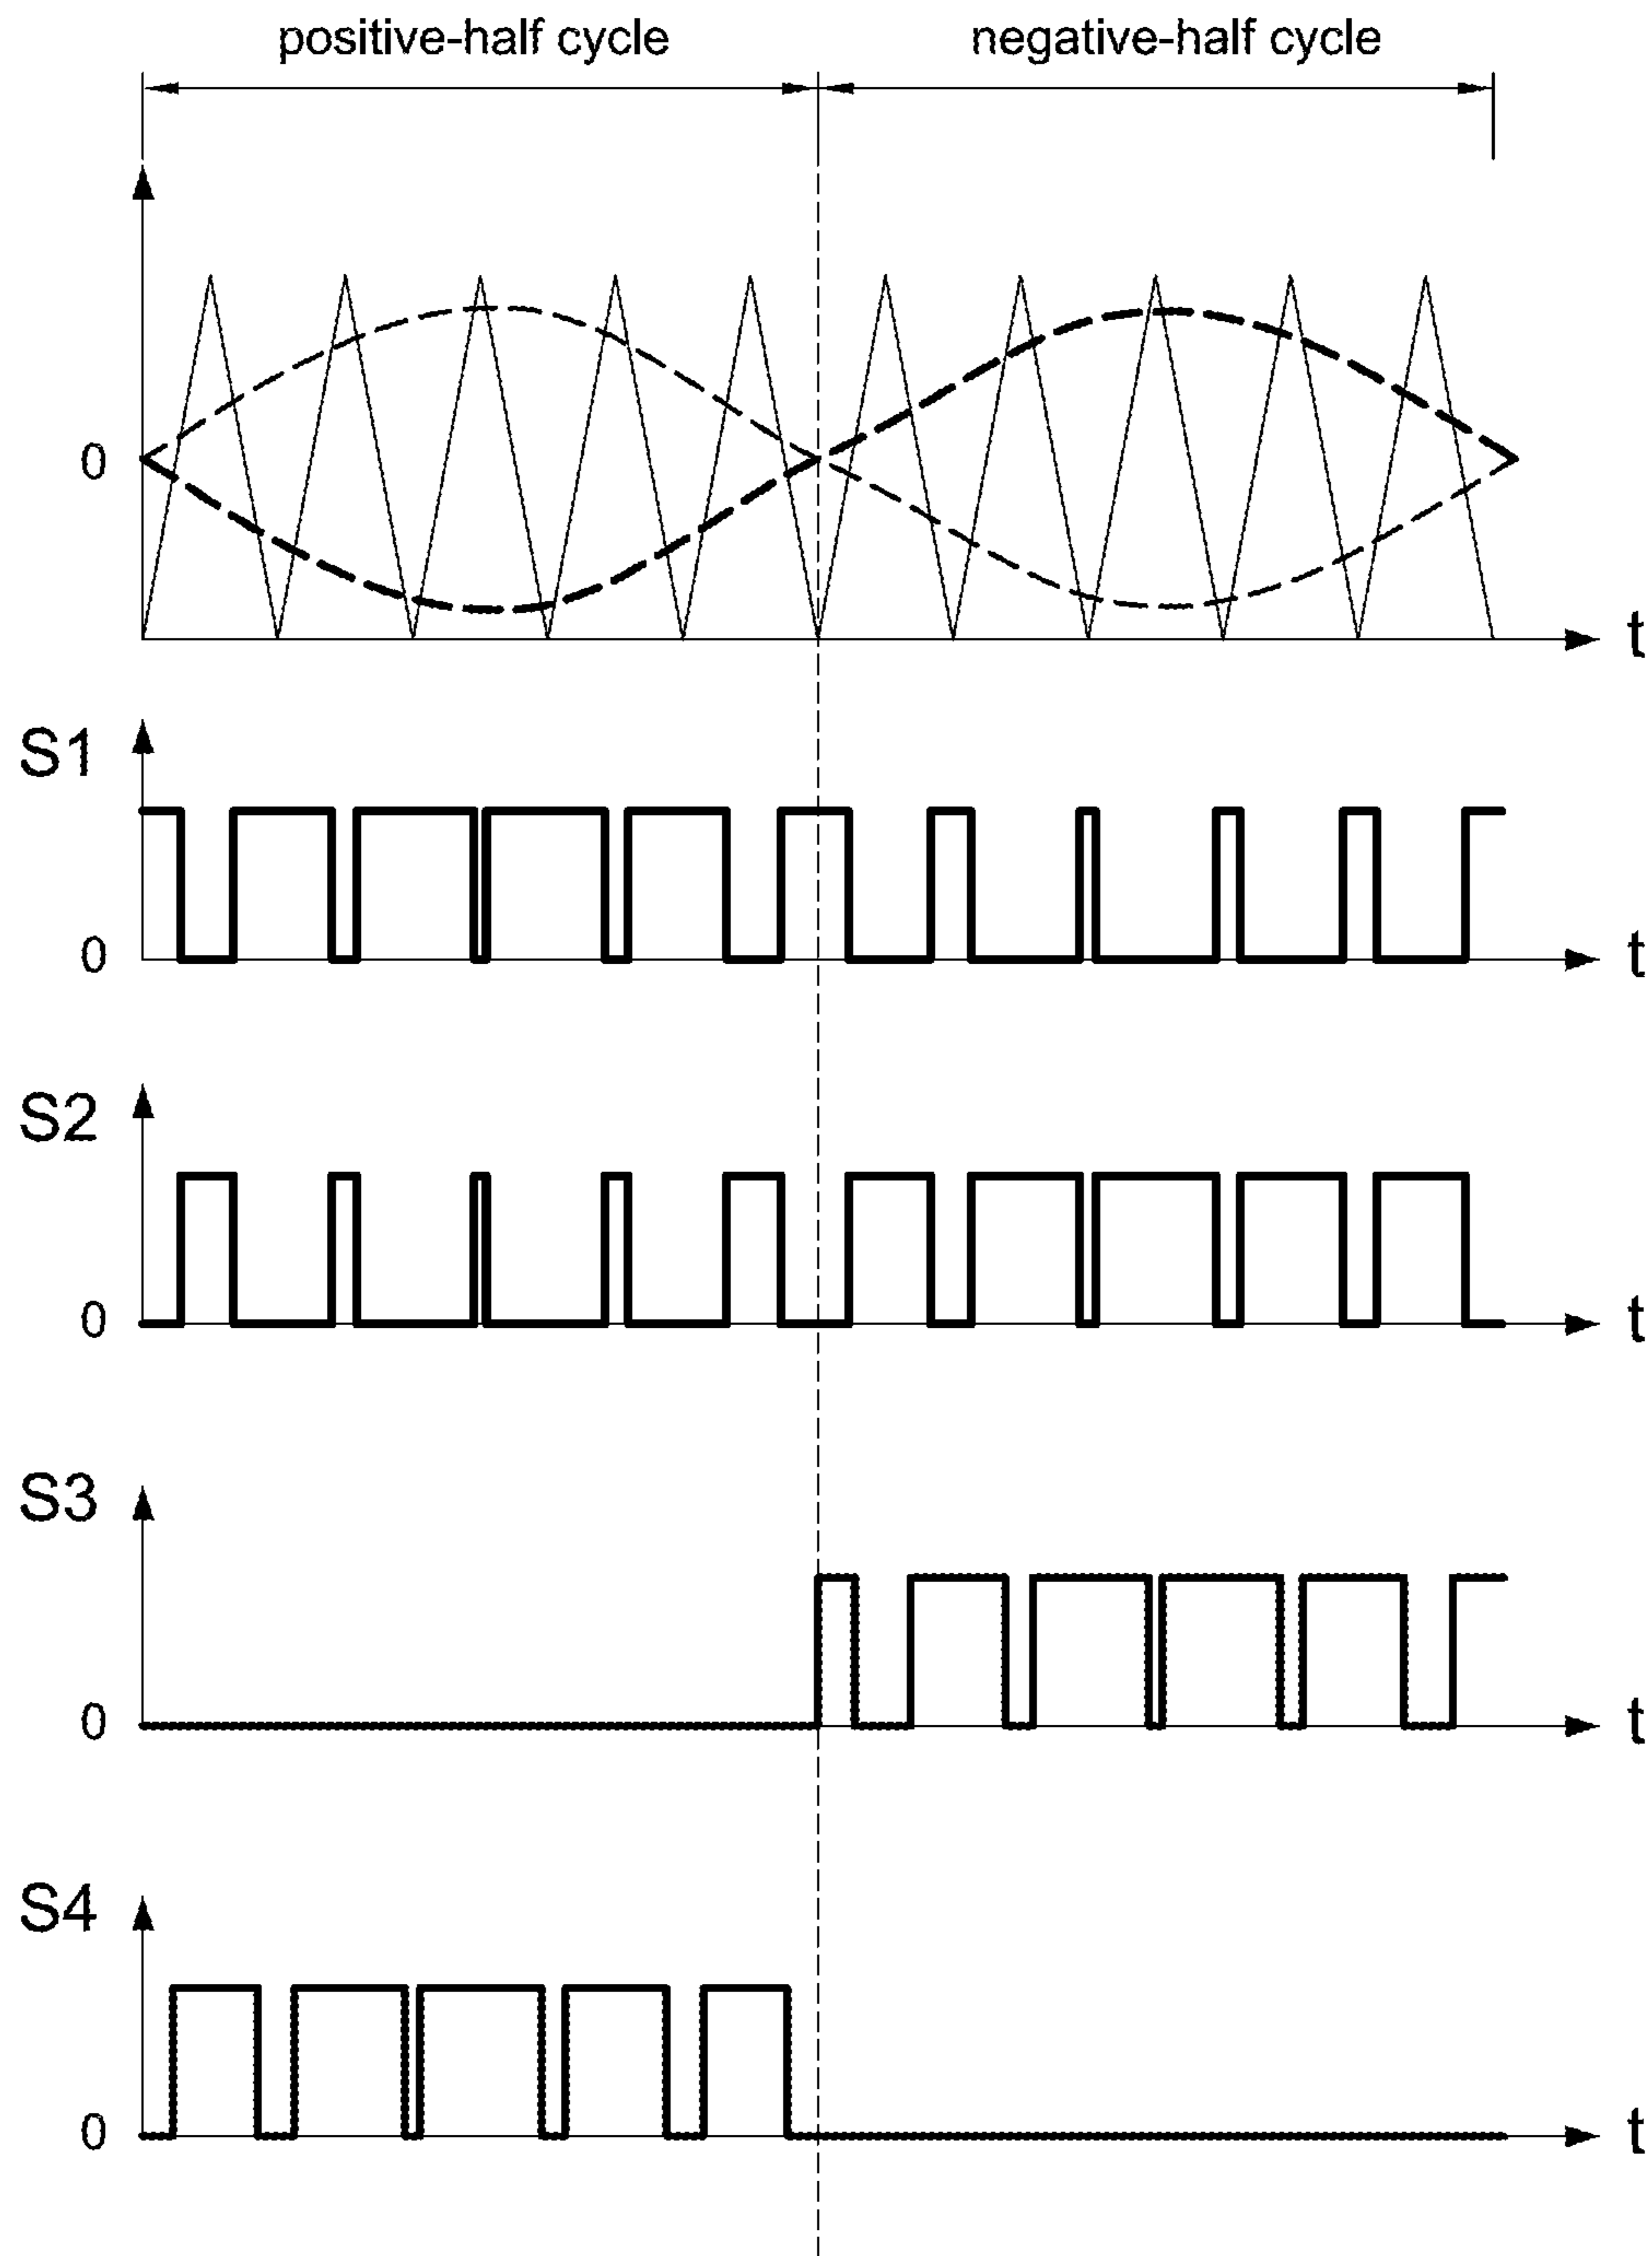 positive-half cycle negative-half cycle
0
t
S1
0 t
S2
0 t
S3
0 t
S4
0 t